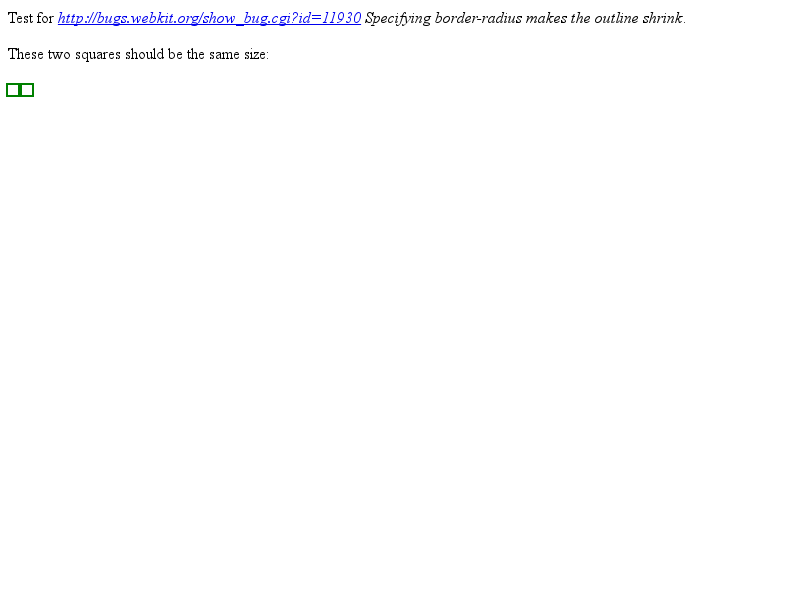 Test for http://bugs.webkit.org/show_bug.cgi?id=11930 Specifying border-radius makes the outline shrink.
These two squares should be the same size: